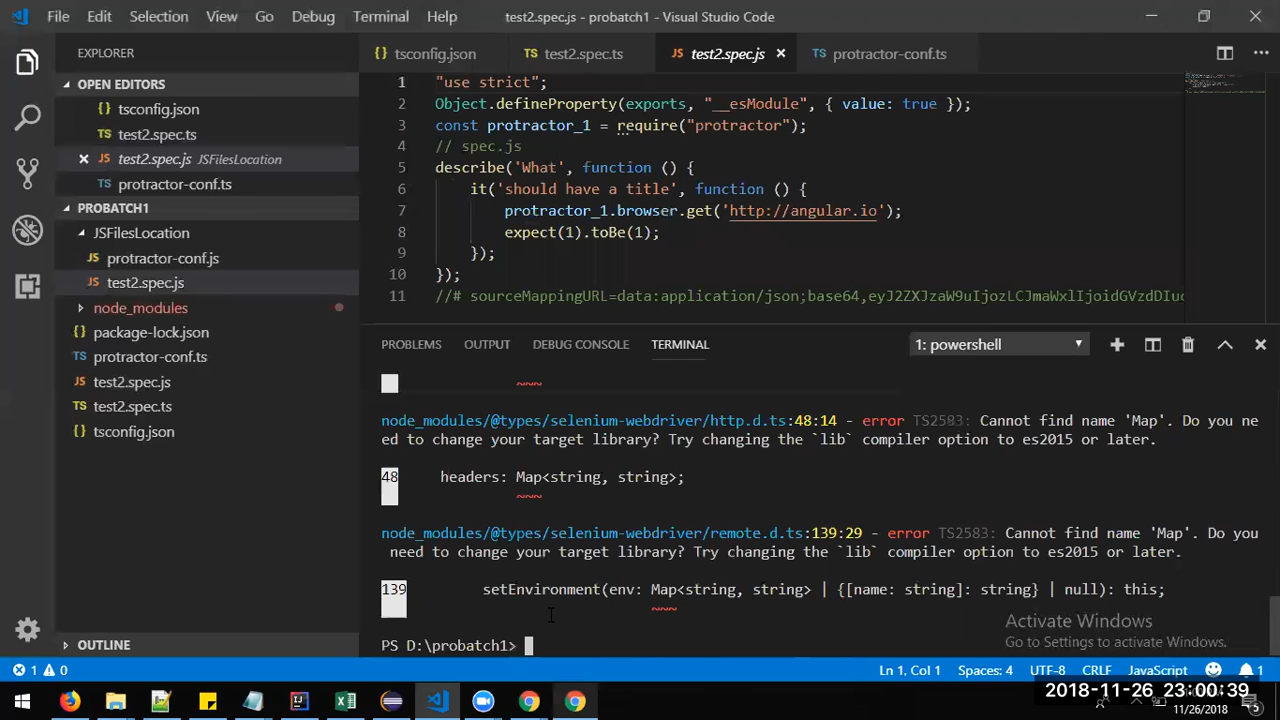 File Edit Selection View Go Debug Terminal Help test2.spec.js - probatch1 - Visual Studio Code
EXPLORER
OPEN EDITORS
tsconfig.json
test2.spec.ts
test2.spec.js JSFilesLocation
protractor-conf.ts
PROBATCH1
JSFilesLocation
protractor-conf.js
test2.spec.js
node_modules
package-lock.json
protractor-conf.ts
test2.spec.js
test2.spec.ts
tsconfig.json
OUTLINE
tsconfig.json test2.spec.ts test2.spec.js protractor-conf.ts
1 "use strict";
2 Object.defineProperty(exports, "__esModule", { value: true });
3 const protractor_1 = require("protractor");
4 // spec.js
5 describe('What', function () {
6 it('should have a title', function () {
7 protractor_1.browser.get('http://angular.io');
8 expect(1).toBe(1);
9 });
10 });
11 //# sourceMappingURL=data:application/json;base64,eyJ2ZXJzaW9uIjozLCJmaWxlIjoidGVzdDIuc
PROBLEMS OUTPUT DEBUG CONSOLE TERMINAL 1: powershell
~~~
node_modules/@types/selenium-webdriver/http.d.ts:48:14 - error TS2583: Cannot find name 'Map'. Do you ne
ed to change your target library? Try changing the `lib` compiler option to es2015 or later.
48 headers: Map<string, string>;
~~~
node_modules/@types/selenium-webdriver/remote.d.ts:139:29 - error TS2583: Cannot find name 'Map'. Do you
need to change your target library? Try changing the `lib` compiler option to es2015 or later.
139 setEnvironment(env: Map<string, string> | {[name: string]: string} | null): this;
~~~
PS D:\probatch1>
Activate Windows
Go to Settings to activate Windows.
1 0 Ln 1, Col 1 Spaces: 4 UTF-8 CRLF JavaScript 1
2018-11-26 23:00:39
11/26/2018 5